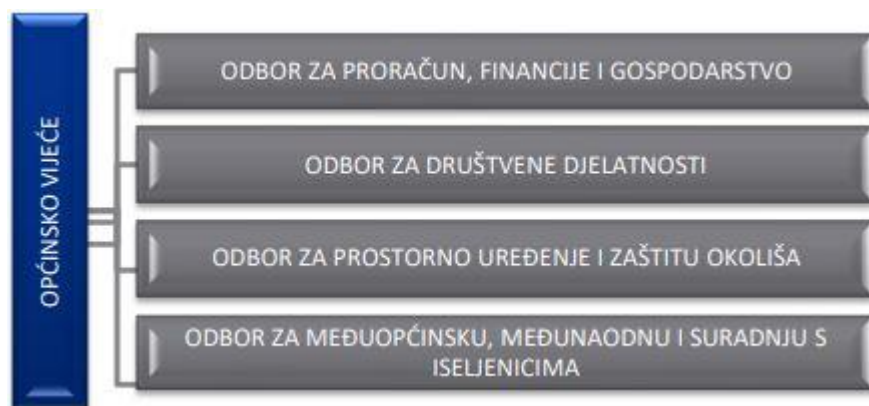 OPĆINSKO VIJEĆE
ODBOR ZA PRORAČUN, FINANCIJE I GOSPODARSTVO
ODBOR ZA DRUŠTVENE DJELATNOSTI
ODBOR ZA PROSTORNO UREĐENJE I ZAŠTITU OKOLIŠA
ODBOR ZA MEĐUOPĆINSKU, MEĐUNAODNU I SURADNJU S
ISELJENICIMA